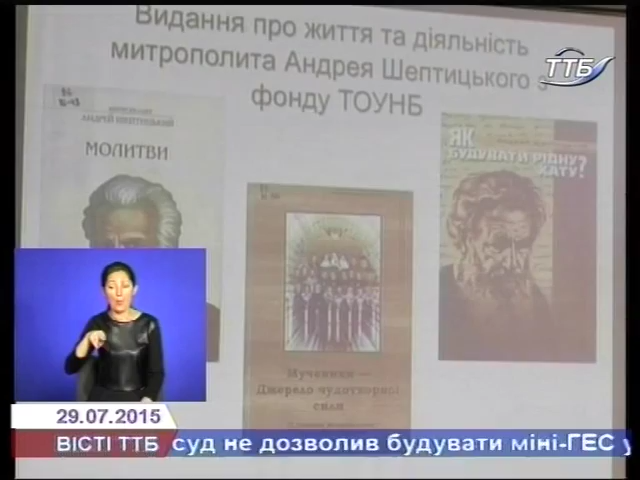 Видання про життя та діяльність
митрополита Андрея Шептицького з
фонду ТОУНБ
ТТБ
АНДРЕЙ ШЕПТИЦЬКИЙ
МОЛИТВИ
ЯК
БУДУВАТИ РІДНУ
ХАТУ?
Мученики —
Джерело чудотворної
сили
29.07.2015
ВІСТІ ТТБ суд не дозволив будувати міні-ГЕС у